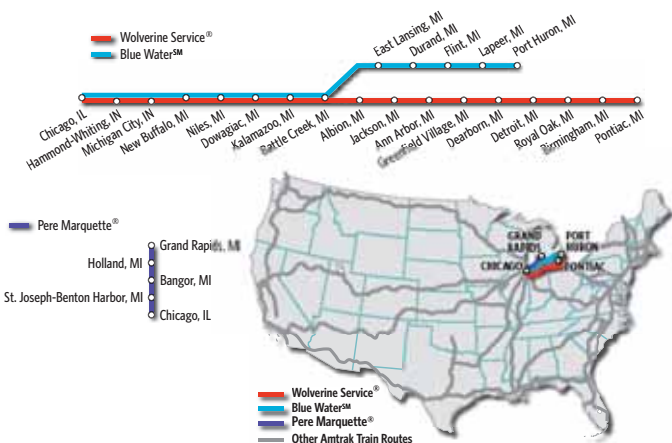 Wolverine Service®
Blue Water℠
East Lansing, MI
Durand, MI
Flint, MI
Lapeer, MI
Port Huron, MI
Chicago, IL
Hammond-Whiting, IN
Michigan City, IN
New Buffalo, MI
Niles, MI
Dowagiac, MI
Kalamazoo, MI
Battle Creek, MI
Albion, MI
Jackson, MI
Ann Arbor, MI
Greenfield Village, MI
Dearborn, MI
Detroit, MI
Royal Oak, MI
Birmingham, MI
Pontiac, MI
Pere Marquette®
Grand Rapids, MI
Holland, MI
Bangor, MI
St. Joseph-Benton Harbor, MI
Chicago, IL
GRAND
RAPIDS
PORT
HURON
CHICAGO
PONTIAC
Wolverine Service®
Blue Water℠
Pere Marquette®
Other Amtrak Train Routes